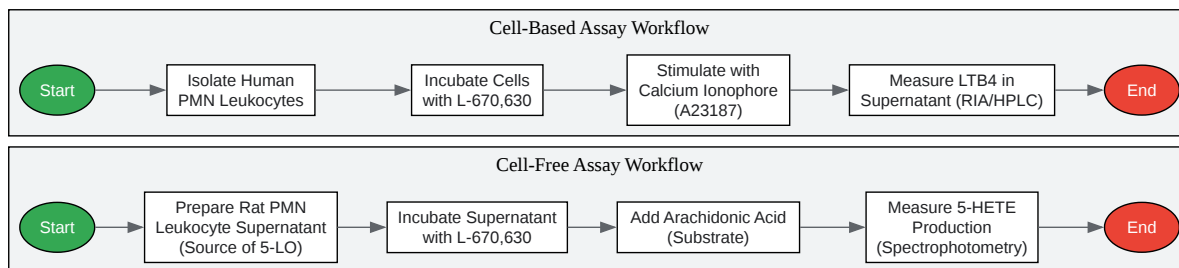 Cell-Based Assay Workflow
Start
Isolate Human
PMN Leukocytes
Incubate Cells
with L-670,630
Stimulate with
Calcium Ionophore
(A23187)
Measure LTB4 in
Supernatant (RIA/HPLC)
End
Cell-Free Assay Workflow
Start
Prepare Rat PMN
Leukocyte Supernatant
(Source of 5-LO)
Incubate Supernatant
with L-670,630
Add Arachidonic Acid
(Substrate)
Measure 5-HETE
Production
(Spectrophotometry)
End